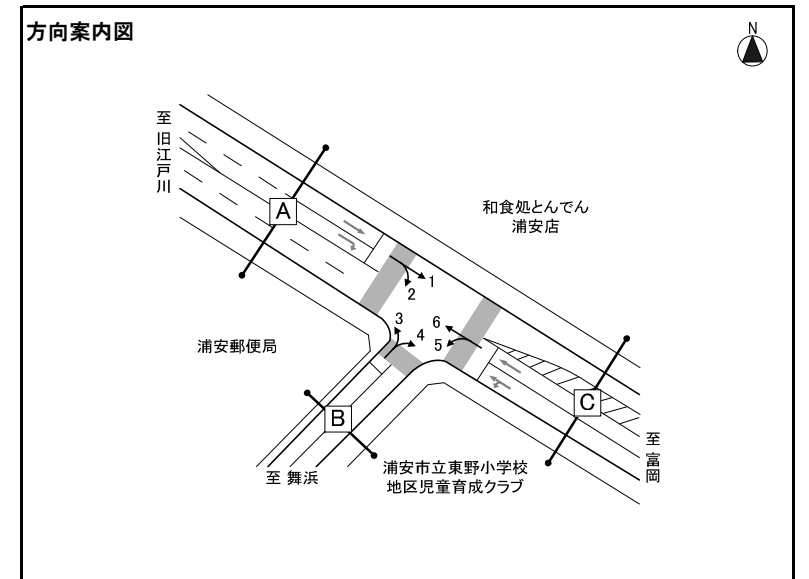 方向案内図
N
至
旧
江
戸
川
A
和食処とんでん
浦安店
1
2
3
4
6
5
浦安郵便局
B
C
至
富
岡
至 舞浜
浦安市立東野小学校
地区児童育成クラブ